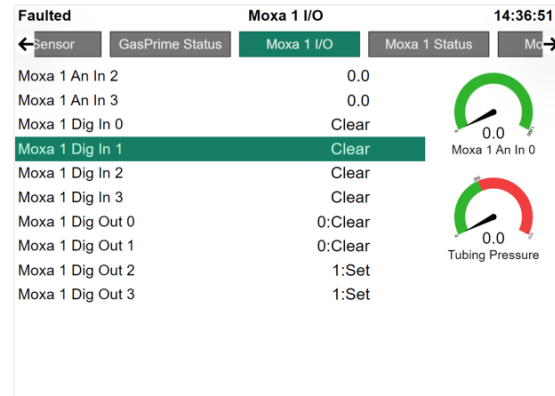 Faulted Moxa 1 I/O 14:36:51
Sensor GasPrime Status Moxa 1 I/O Moxa 1 Status Mo
Moxa 1 An In 2 0.0
Moxa 1 An In 3 0.0
Moxa 1 Dig In 0 Clear
Moxa 1 Dig In 1 Clear
Moxa 1 Dig In 2 Clear
Moxa 1 Dig In 3 Clear
Moxa 1 Dig Out 0 0:Clear
Moxa 1 Dig Out 1 0:Clear
Moxa 1 Dig Out 2 1:Set
Moxa 1 Dig Out 3 1:Set
0.0
Moxa 1 An In 0
0.0
Tubing Pressure